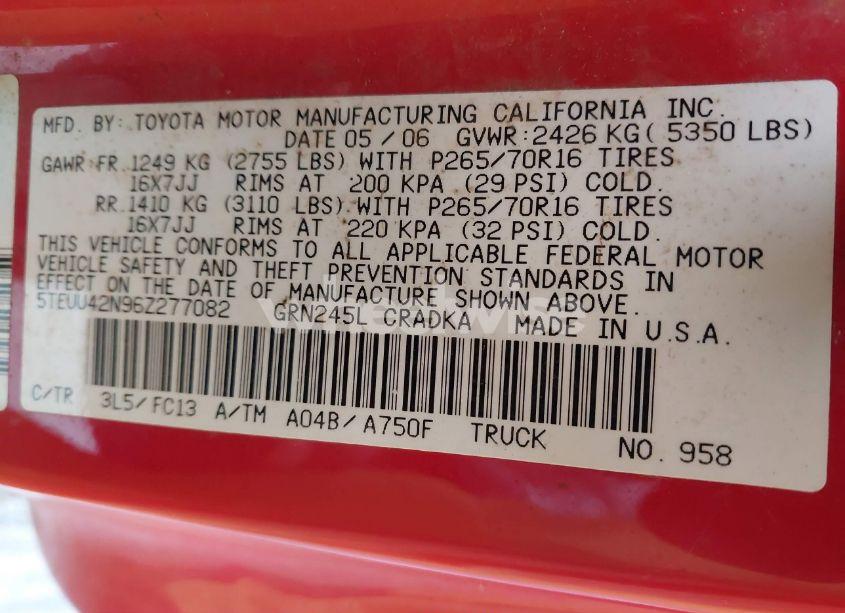 MFD. BY: TOYOTA MOTOR MANUFACTURING CALIFORNIA INC.
DATE 05 / 06 GVWR: 2426 KG( 5350 LBS)
GAWR FR. 1249 KG (2755 LBS) WITH P265/70R16 TIRES
16X7JJ RIMS AT 200 KPA (29 PSI) COLD.
RR. 1410 KG (3110 LBS) WITH P265/70R16 TIRES
16X7JJ RIMS AT 220 KPA (32 PSI) COLD.
THIS VEHICLE CONFORMS TO ALL APPLICABLE FEDERAL MOTOR
VEHICLE SAFETY AND THEFT PREVENTION STANDARDS IN
EFFECT ON THE DATE OF MANUFACTURE SHOWN ABOVE.
5TEUU42N96Z277082 GRN245L CRADKA MADE IN U.S.A.
C/TR 3L5/FC13 A/TM A04B/A750F TRUCK NO. 958